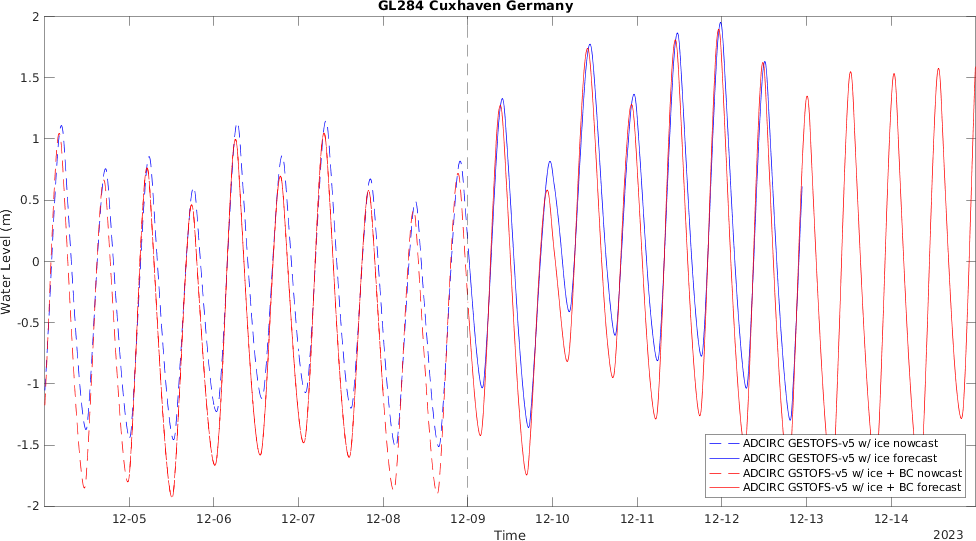 GL284 Cuxhaven Germany
2
1.5
1
0.5
0
-0.5
-1
-1.5
-2
Water Level (m)
ADCIRC GESTOFS-v5 w/ ice nowcast
ADCIRC GESTOFS-v5 w/ ice forecast
ADCIRC GSTOFS-v5 w/ ice + BC nowcast
ADCIRC GSTOFS-v5 w/ ice + BC forecast
12-05 12-06 12-07 12-08 12-09 12-10 12-11 12-12 12-13 12-14
Time
2023